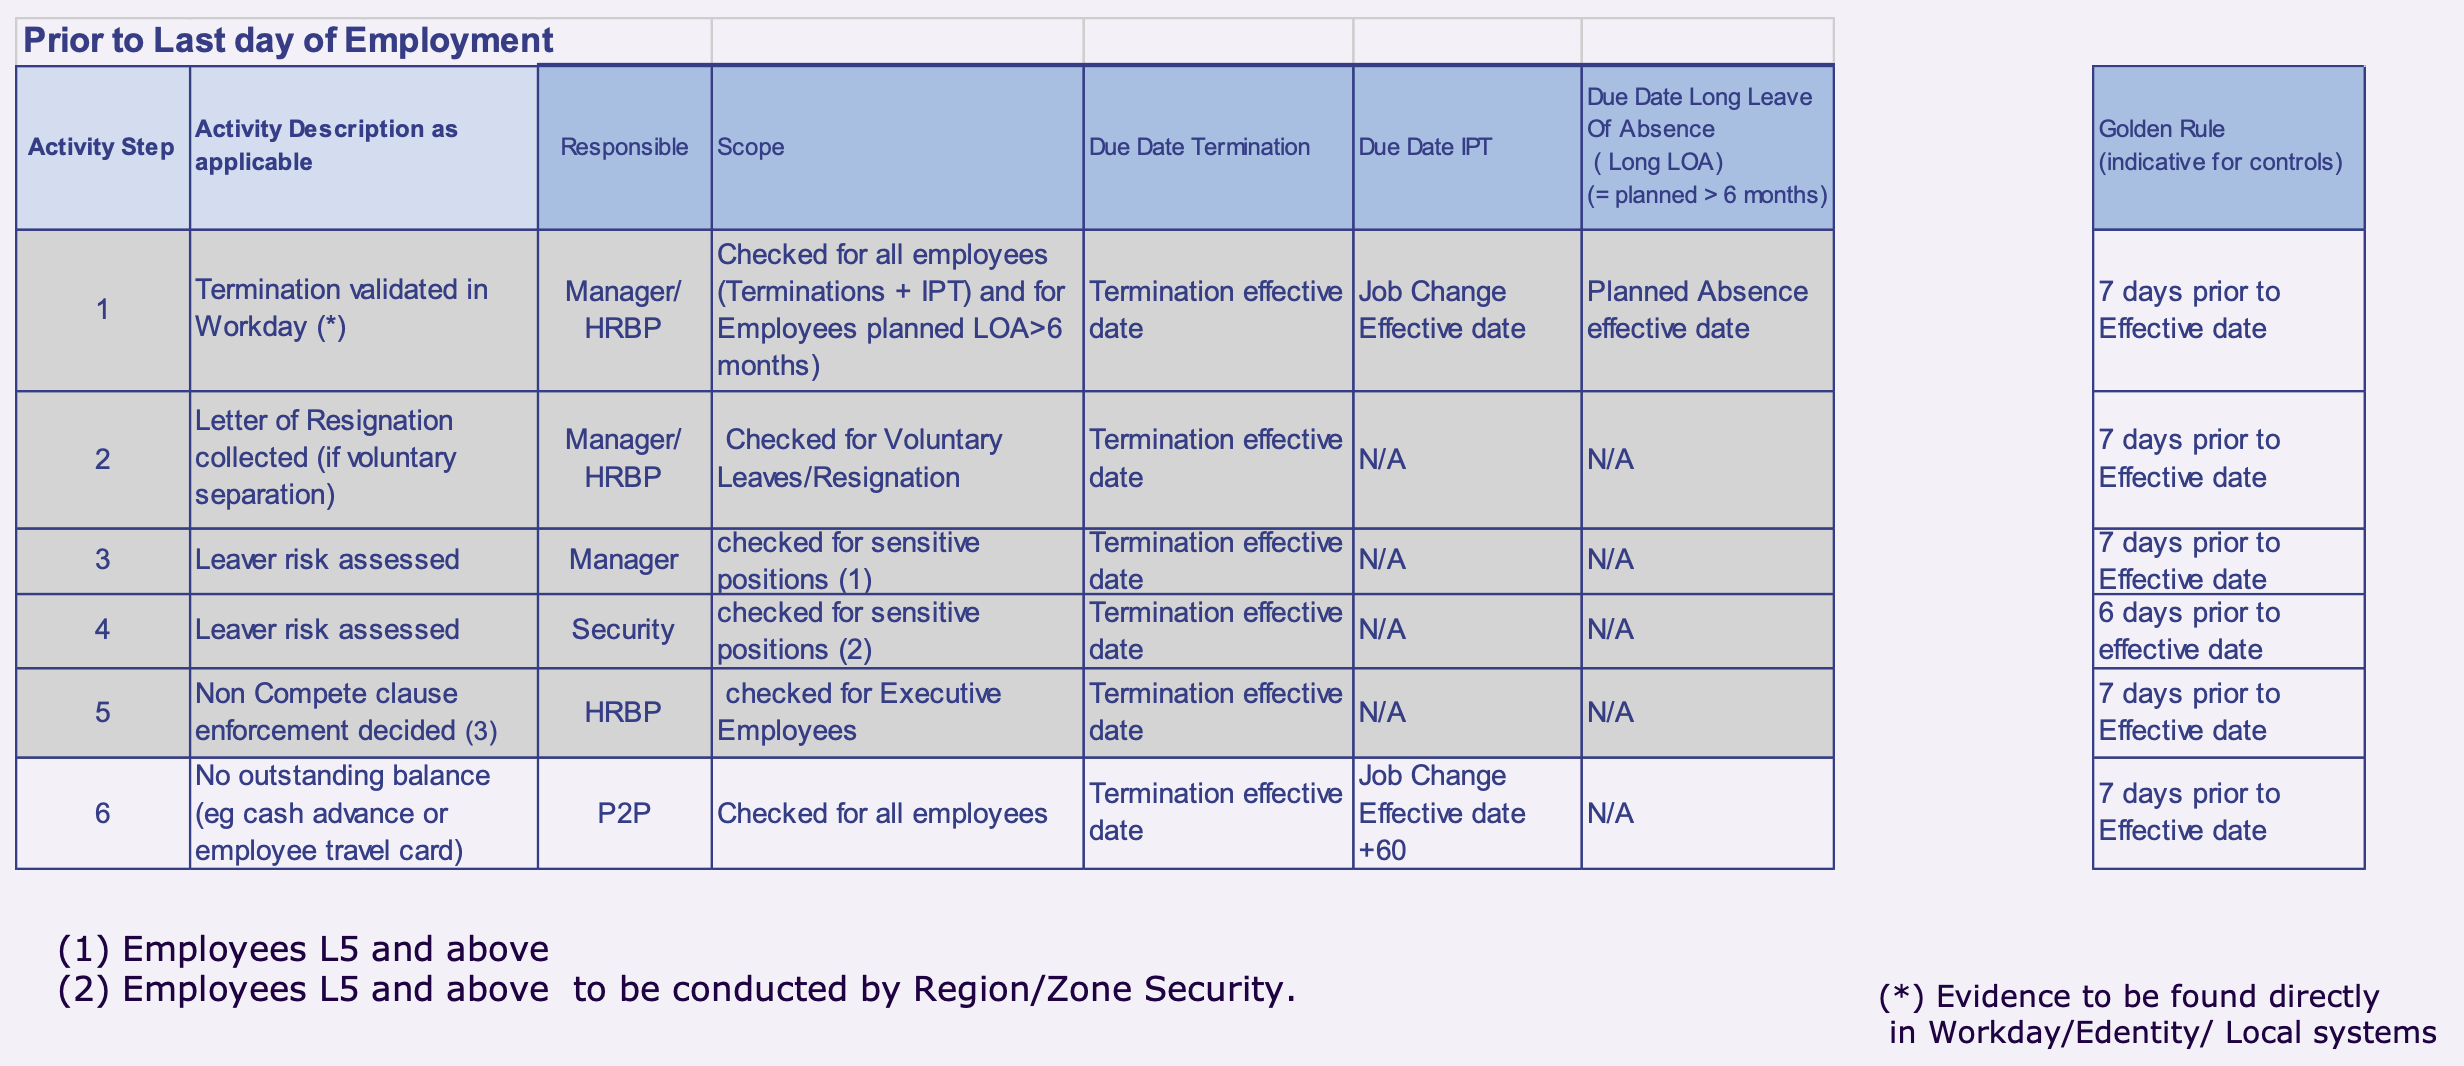 Prior to Last day of Employment
Activity Step
Activity Description as
applicable
Responsible
Scope
Due Date Termination
Due Date IPT
Due Date Long Leave
Of Absence
( Long LOA)
(= planned > 6 months)
Golden Rule
(indicative for controls)
1
Termination validated in
Workday (*)
Manager/
HRBP
Checked for all employees
(Terminations + IPT) and for
Employees planned LOA>6
months)
Termination effective
date
Job Change
Effective date
Planned Absence
effective date
7 days prior to
Effective date
2
Letter of Resignation
collected (if voluntary
separation)
Manager/
HRBP
Checked for Voluntary
Leaves/Resignation
Termination effective
date
N/A
N/A
7 days prior to
Effective date
3
Leaver risk assessed
Manager
checked for sensitive
positions (1)
Termination effective
date
N/A
N/A
7 days prior to
Effective date
4
Leaver risk assessed
Security
checked for sensitive
positions (2)
Termination effective
date
N/A
N/A
6 days prior to
effective date
5
Non Compete clause
enforcement decided (3)
HRBP
checked for Executive
Employees
Termination effective
date
N/A
N/A
7 days prior to
Effective date
6
No outstanding balance
(eg cash advance or
employee travel card)
P2P
Checked for all employees
Termination effective
date
Job Change
Effective date
+60
N/A
7 days prior to
Effective date
(1) Employees L5 and above
(2) Employees L5 and above  to be conducted by Region/Zone Security.
(*) Evidence to be found directly
in Workday/Edentity/ Local systems